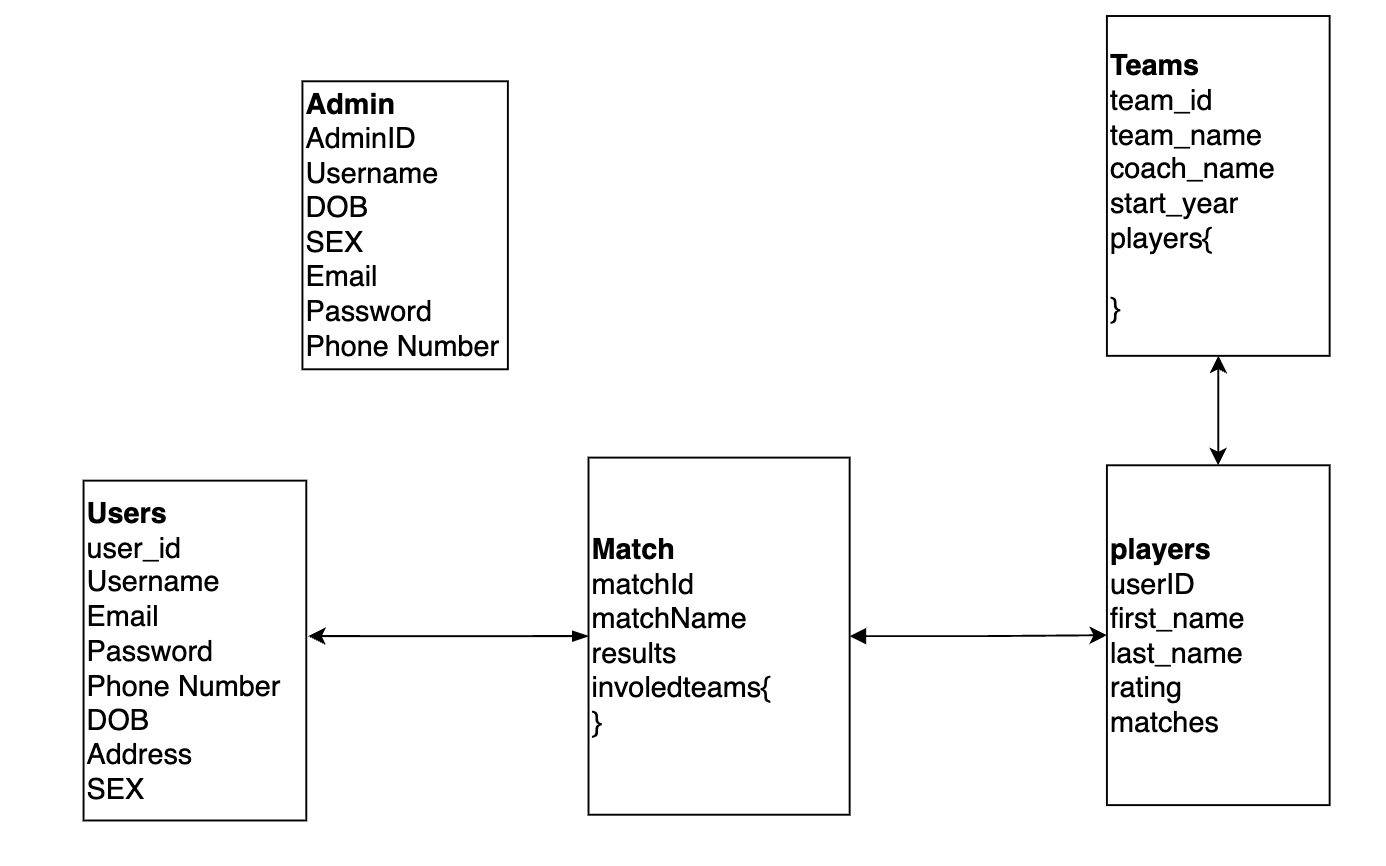 Admin
AdminID
Username
DOB
SEX
Email
Password
Phone Number
Teams
team_id
team_name
coach_name
start_year
players{
}
Users
user_id
Username
Email
Password
Phone Number
DOB
Address
SEX
Match
matchId
matchName
results
involedteams{
}
players
userID
first_name
last_name
rating
matches